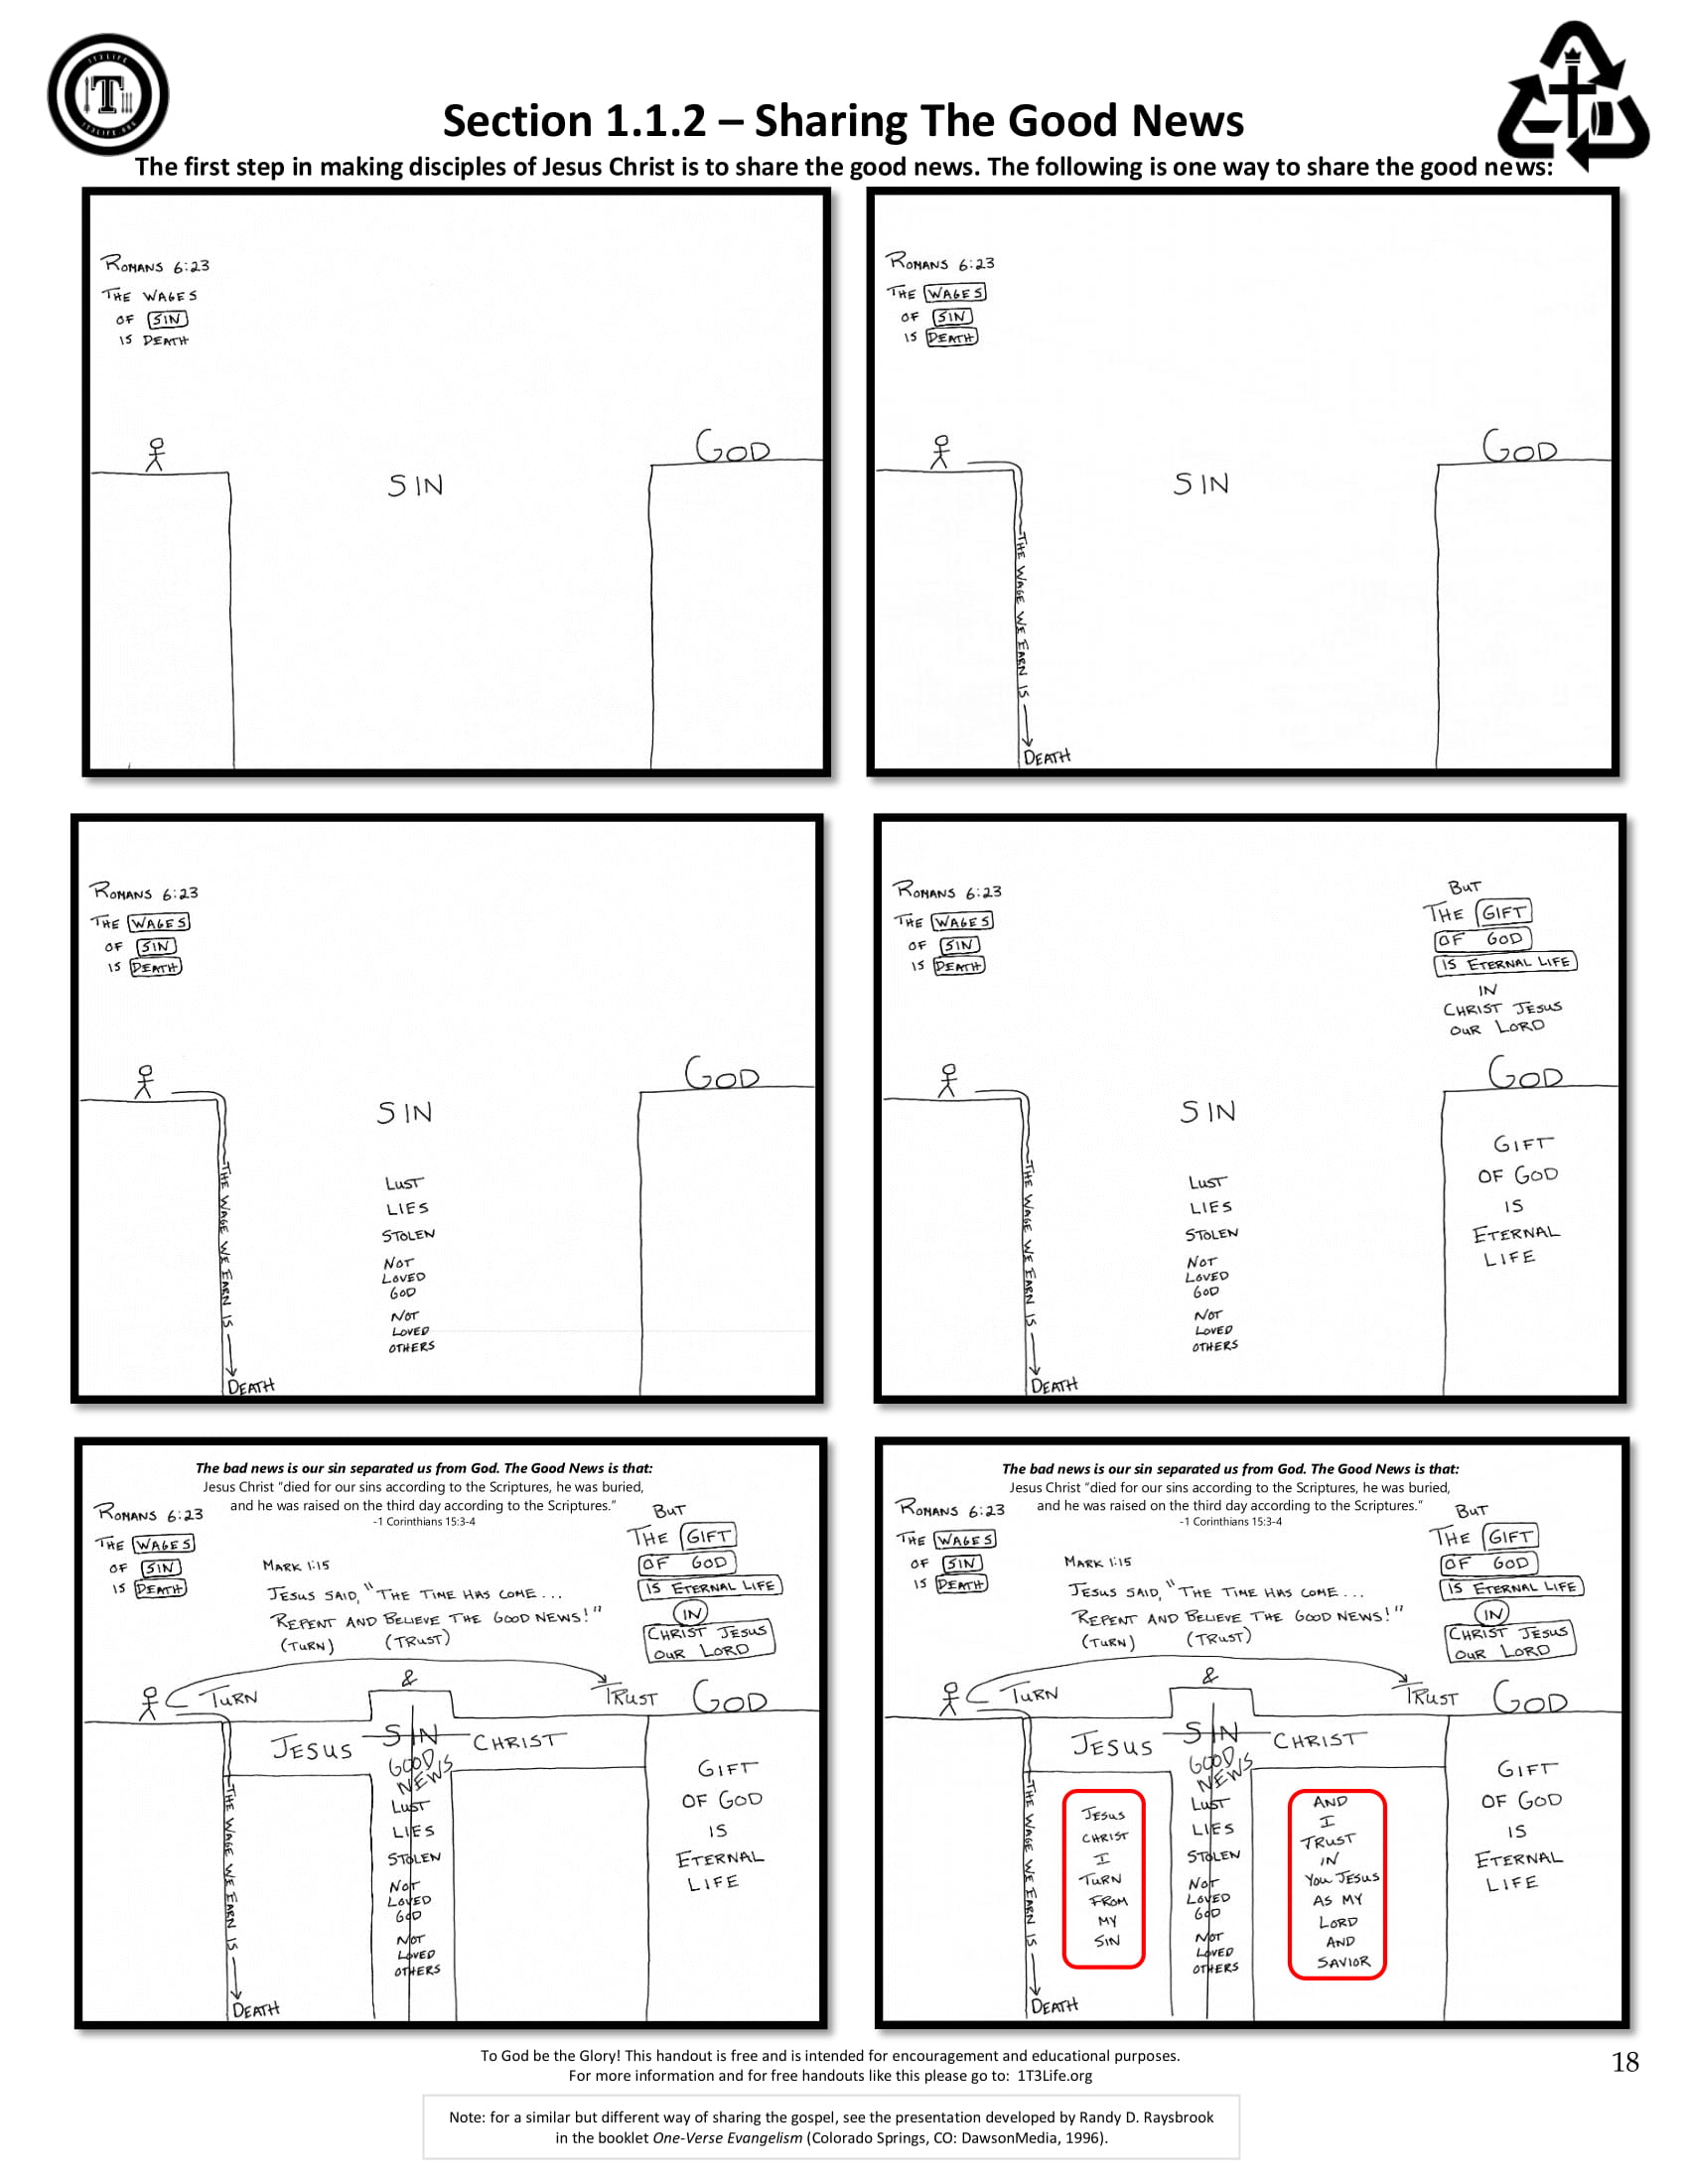 1T3LIFE
T
1T3LIFE.ORG
Section 1.1.2 – Sharing The Good News
The first step in making disciples of Jesus Christ is to share the good news. The following is one way to share the good news:
ROMANS 6:23
THE WAGES
OF SIN
IS DEATH
SIN
GOD
ROMANS 6:23
THE WAGES
OF SIN
IS DEATH
SIN
GOD
THE WAGE WE EARN IS
DEATH
ROMANS 6:23
THE WAGES
OF SIN
IS DEATH
GOD
SIN
LUST
LIES
STOLEN
NOT
LOVED
GOD
NOT
LOVED
OTHERS
THE WAGE WE EARN IS
DEATH
ROMANS 6:23
THE WAGES
OF SIN
IS DEATH
BUT
THE GIFT
OF GOD
IS ETERNAL LIFE
IN
CHRIST JESUS
OUR LORD
GOD
SIN
LUST
LIES
STOLEN
NOT
LOVED
GOD
NOT
LOVED
OTHERS
GIFT
OF GOD
IS
ETERNAL
LIFE
THE WAGE WE EARN IS
DEATH
The bad news is our sin separated us from God. The Good News is that:
Jesus Christ “died for our sins according to the Scriptures, he was buried,
and he was raised on the third day according to the Scriptures.”
-1 Corinthians 15:3-4
ROMANS 6:23
THE WAGES
OF SIN
IS DEATH
MARK 1:15
JESUS SAID, "THE TIME HAS COME...
REPENT AND BELIEVE THE GOOD NEWS!"
(TURN) (TRUST)
BUT
THE GIFT
OF GOD
IS ETERNAL LIFE
IN
CHRIST JESUS
OUR LORD
TURN & TRUST GOD
JESUS SIN CHRIST
GOOD
NEWS
IS
LUST
LIES
STOLEN
NOT
LOVED
GOD
NOT
LOVED
OTHERS
GIFT
OF GOD
IS
ETERNAL
LIFE
THE WAGE WE EARN IS
DEATH
The bad news is our sin separated us from God. The Good News is that:
Jesus Christ “died for our sins according to the Scriptures, he was buried,
and he was raised on the third day according to the Scriptures.”
-1 Corinthians 15:3-4
ROMANS 6:23
THE WAGES
OF SIN
IS DEATH
MARK 1:15
JESUS SAID, "THE TIME HAS COME...
REPENT AND BELIEVE THE GOOD NEWS!"
(TURN) (TRUST)
BUT
THE GIFT
OF GOD
IS ETERNAL LIFE
IN
CHRIST JESUS
OUR LORD
TURN & TRUST GOD
JESUS SIN CHRIST
GOOD
NEWS
IS
JESUS
CHRIST
I
TURN
FROM
MY
SIN
LUST
LIES
STOLEN
NOT
LOVED
GOD
NOT
LOVED
OTHERS
AND
I
TRUST
IN
YOU JESUS
AS MY
LORD
AND
SAVIOR
GIFT
OF GOD
IS
ETERNAL
LIFE
THE WAGE WE EARN IS
DEATH
To God be the Glory! This handout is free and is intended for encouragement and educational purposes.
For more information and for free handouts like this please go to: 1T3Life.org
18
Note: for a similar but different way of sharing the gospel, see the presentation developed by Randy D. Raysbrook
in the booklet One-Verse Evangelism (Colorado Springs, CO: DawsonMedia, 1996).